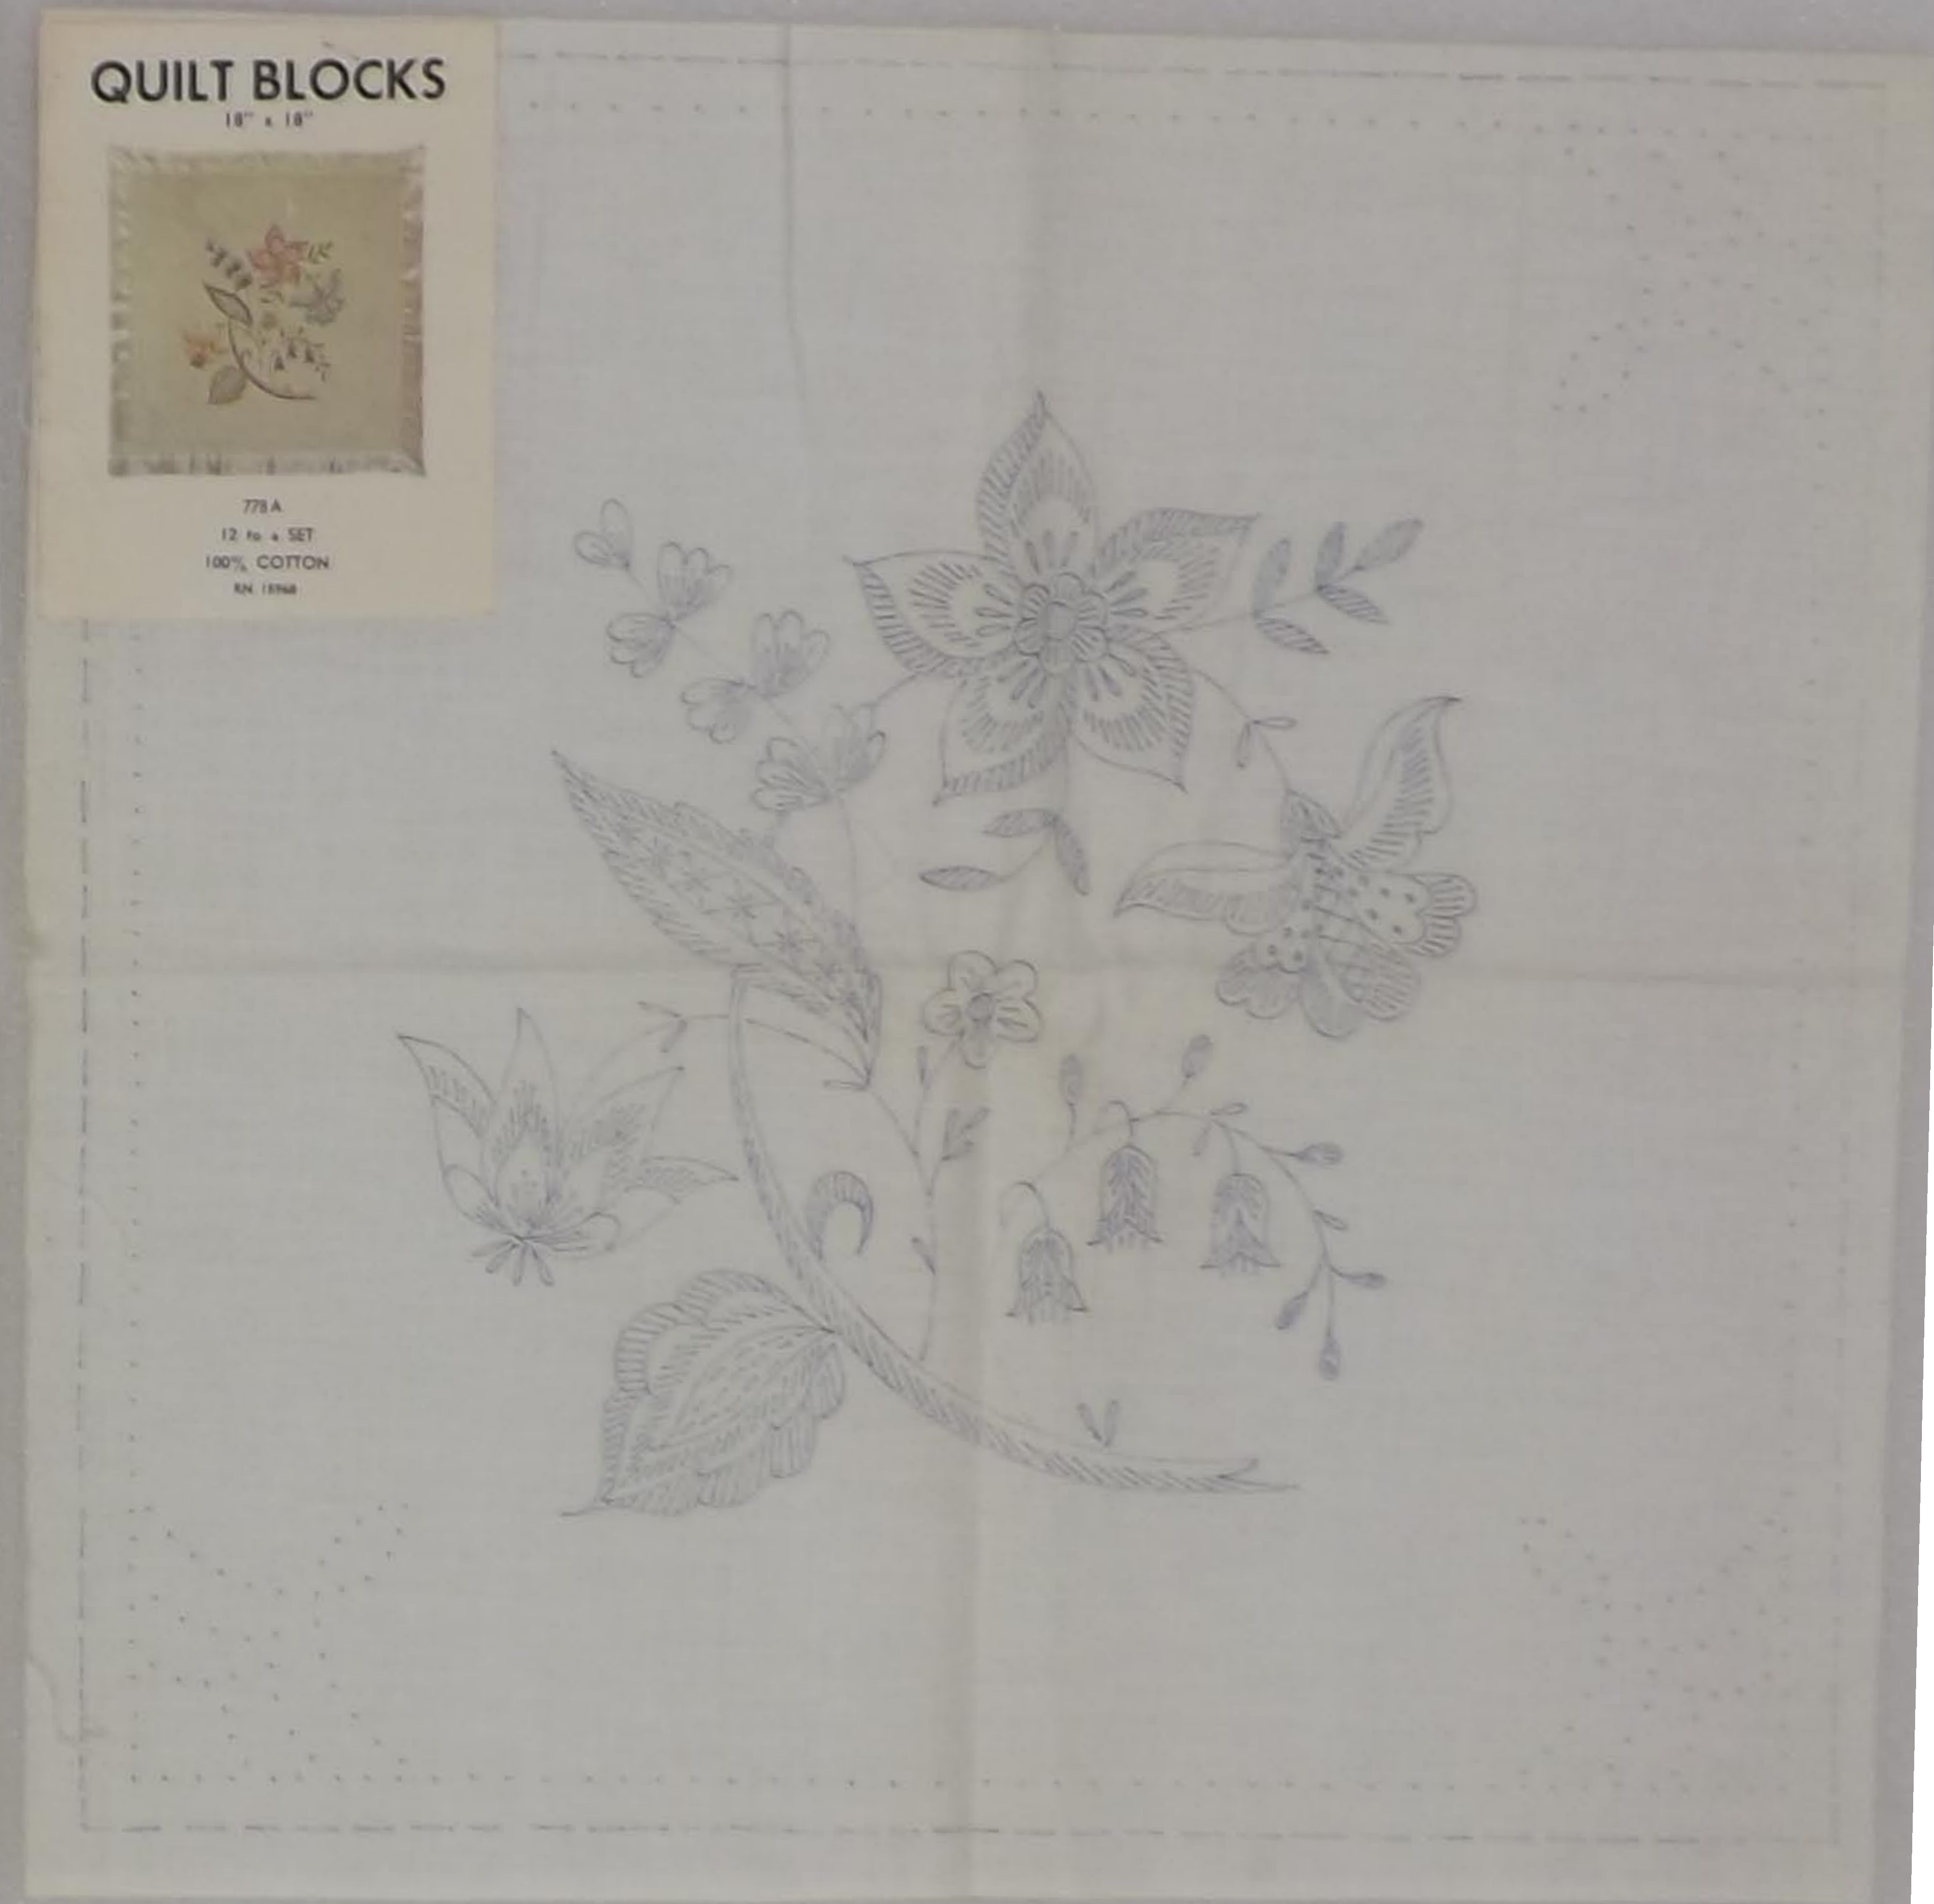 QUILT BLOCKS
18" x 18"
778 A
12 to a SET
100% COTTON
RN 15968